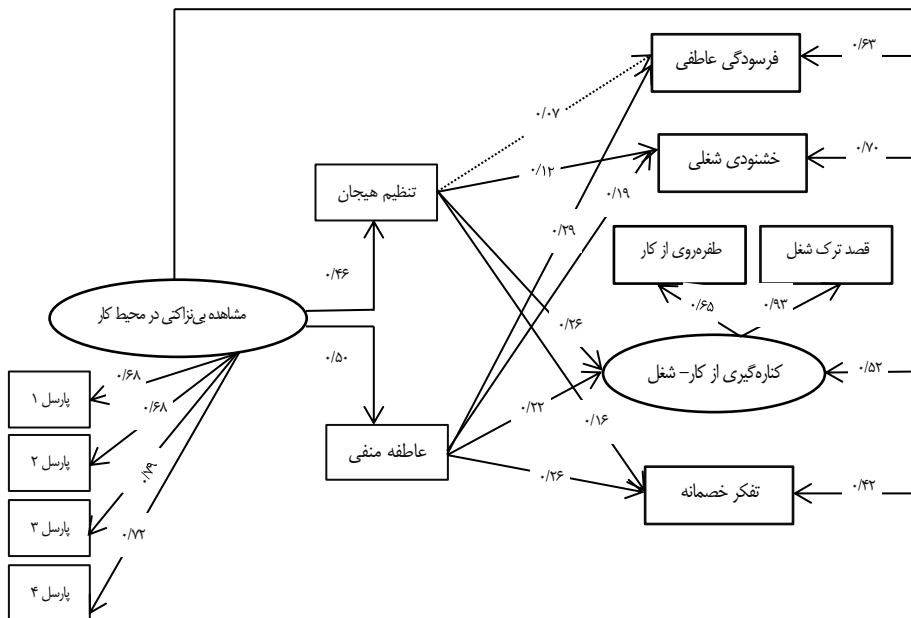 فرسودگی عاطفی
۰/۶۳
۰/۰۷
خشنودی شغلی
۰/۷۰
تنظیم هیجان
۰/۱۲
۰/۱۹
۰/۲۹
قصد ترک شغل
طفره‌روی از کار
۰/۴۶
۰/۹۳
۰/۶۵
مشاهده بی‌نزاکتی در محیط کار
۰/۲۶
۰/۵۰
کناره‌گیری از کار– شغل
۰/۵۲
۰/۶۸
پارسل ۱
۰/۶۸
۰/۲۲
۰/۱۶
عاطفه منفی
پارسل ۲
۰/۷۹
۰/۲۶
تفکر خصمانه
۰/۴۲
پارسل ۳
۰/۷۲
پارسل ۴